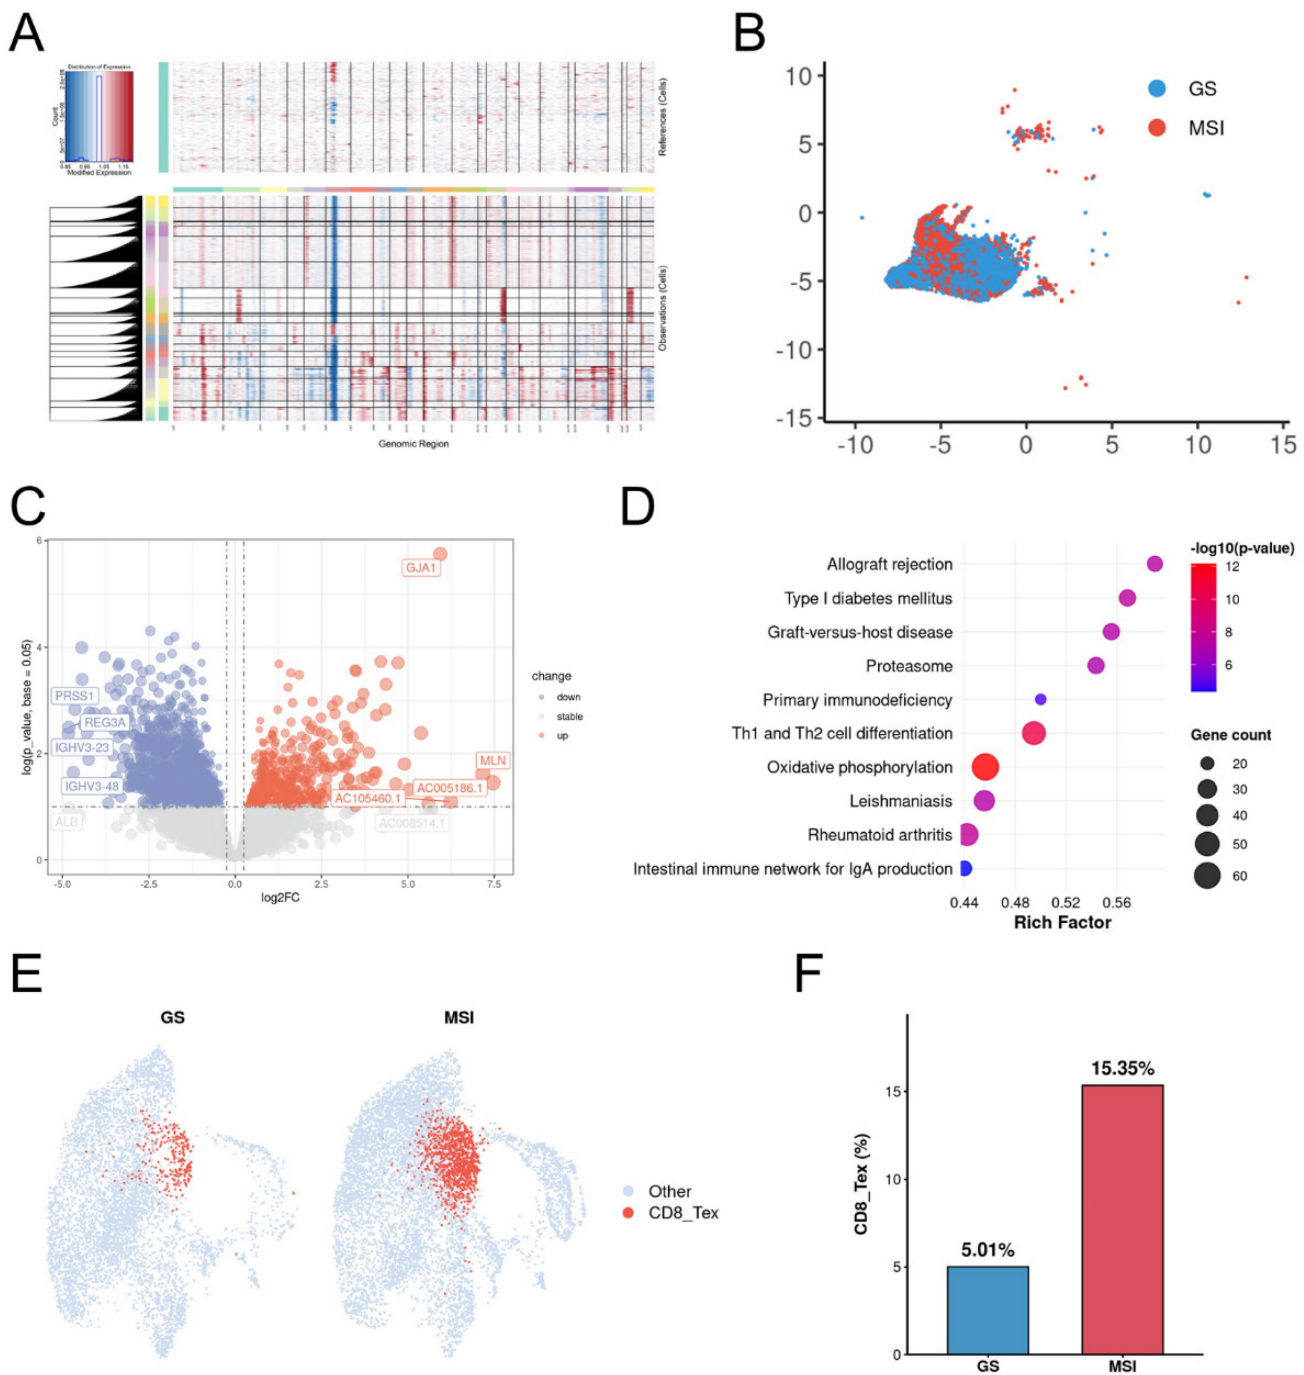 A
Distribution of Expression
Count
Modified Expression
References (Cells)
Observations (Cells)
Genomic Region
B
10
5
0
-5
-10
-15
-10
-5
0
5
10
15
GS
MSI
C
log(p_value, base = 0.05)
6
4
2
0
-5.0
-2.5
0.0
2.5
5.0
7.5
log2FC
GJA1
PRSS1
REG3A
IGHV3-23
IGHV3-48
ALB
MLN
AC005186.1
AC105460.1
AC008514.1
change
down
stable
up
D
Allograft rejection
Type I diabetes mellitus
Graft-versus-host disease
Proteasome
Primary immunodeficiency
Th1 and Th2 cell differentiation
Oxidative phosphorylation
Leishmaniasis
Rheumatoid arthritis
Intestinal immune network for IgA production
0.44
0.48
0.52
0.56
Rich Factor
-log10(p-value)
12
10
8
6
Gene count
20
30
40
50
60
E
GS
MSI
Other
CD8_Tex
F
CD8_Tex (%)
15
10
5
0
5.01%
15.35%
GS
MSI